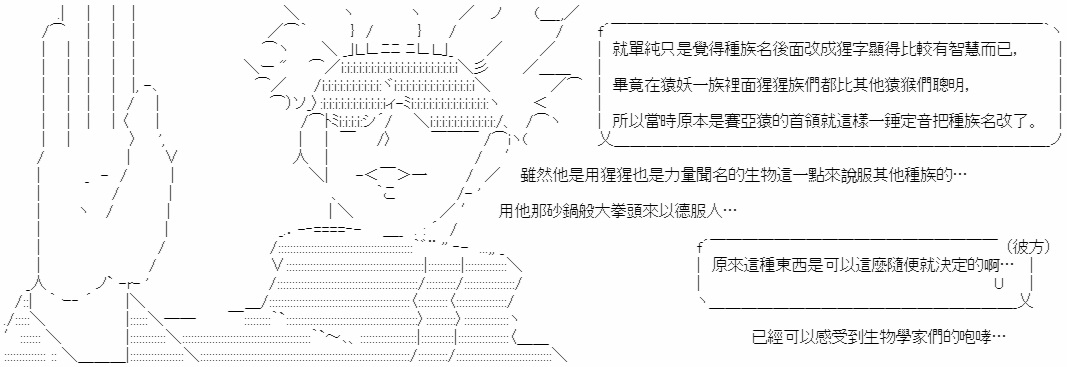 就單純只是覺得種族名後面改成猩字顯得比較有智慧而已,
畢竟在猿妖一族裡面猩猩族們都比其他猿猴們聰明,
所以當時原本是賽亞猿的首領就這樣一錘定音把種族名改了。
雖然他是用猩猩也是力量聞名的生物這一點來說服其他種族的…
用他那砂鍋般大拳頭來以德服人…
(彼方)
原來這種東西是可以這麼隨便就決定的啊…
已經可以感受到生物學家們的咆哮…